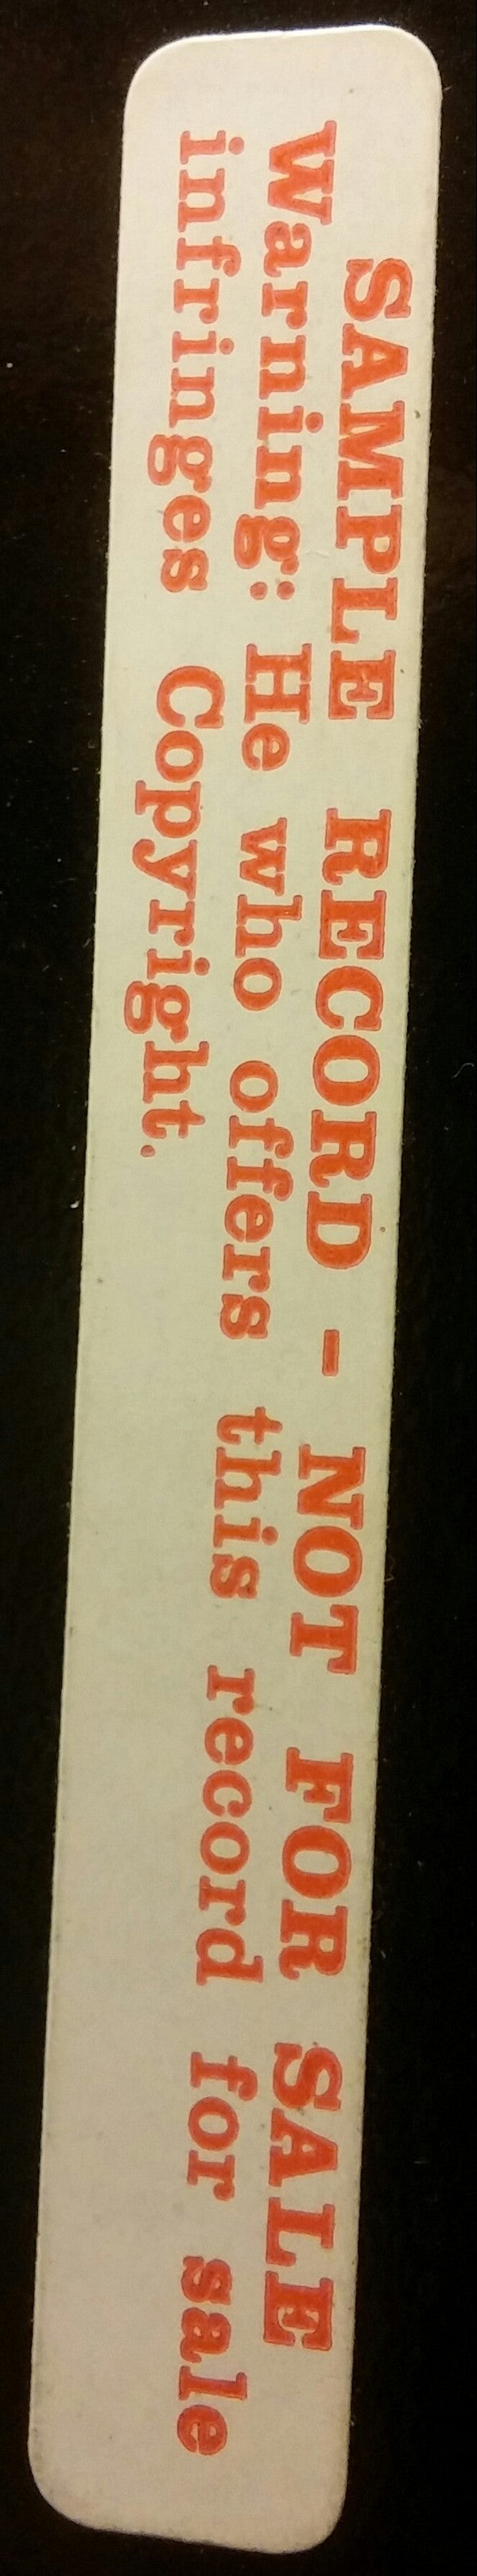 SAMPLE RECORD - NOT FOR SALE
Warning: He who offers this record for sale
infringes Copyright.